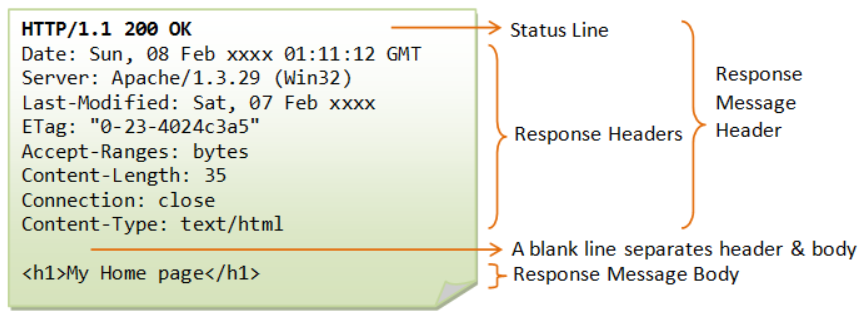 HTTP/1.1 200 OK
Date: Sun, 08 Feb xxxx 01:11:12 GMT
Server: Apache/1.3.29 (Win32)
Last-Modified: Sat, 07 Feb xxxx
ETag: "0-23-4024c3a5"
Accept-Ranges: bytes
Content-Length: 35
Connection: close
Content-Type: text/html
<h1>My Home page</h1>
Status Line
Response Headers
A blank line separates header & body
Response Message Body
Response
Message
Header